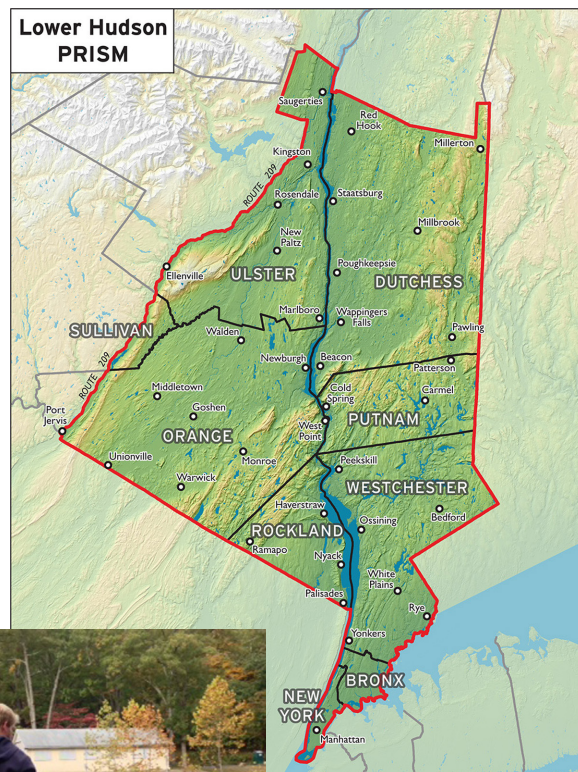 Lower Hudson
PRISM
Saugerties
Red
Hook
Millerton
Kingston
ROUTE 209
Rosendale
Staatsburg
New
Paltz
Millbrook
Ellenville
ULSTER
Poughkeepsie
DUTCHESS
Marlboro
Wappingers
Falls
SULLIVAN
Walden
Pawling
Newburgh
Beacon
Patterson
ROUTE 209
Middletown
Cold
Spring
Carmel
Goshen
PUTNAM
Port
Jervis
ORANGE
West
Point
Unionville
Monroe
Peekskill
Warwick
WESTCHESTER
Haverstraw
Bedford
ROCKLAND
Ossining
Ramapo
Nyack
White
Plains
Palisades
Rye
Yonkers
BRONX
NEW
YORK
Manhattan